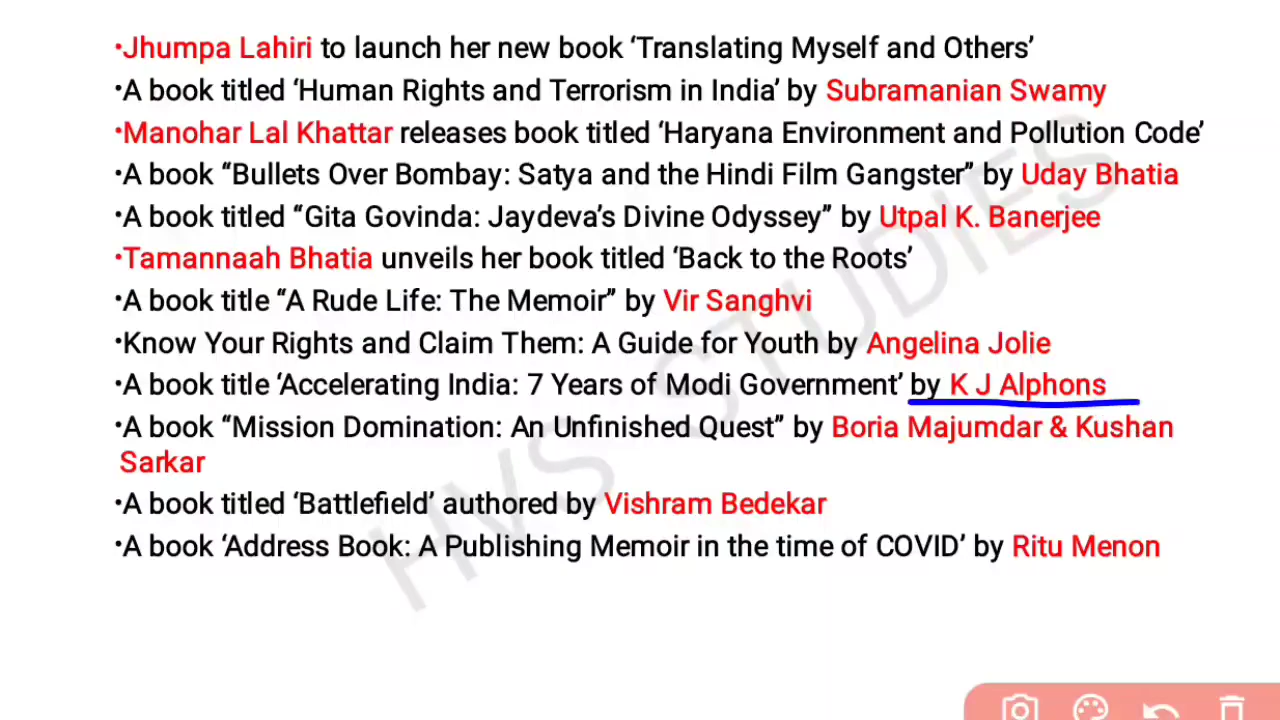 •Jhumpa Lahiri to launch her new book ‘Translating Myself and Others’
•A book titled ‘Human Rights and Terrorism in India’ by Subramanian Swamy
•Manohar Lal Khattar releases book titled ‘Haryana Environment and Pollution Code’
•A book “Bullets Over Bombay: Satya and the Hindi Film Gangster” by Uday Bhatia
•A book titled “Gita Govinda: Jaydeva’s Divine Odyssey” by Utpal K. Banerjee
•Tamannaah Bhatia unveils her book titled ‘Back to the Roots’
•A book title “A Rude Life: The Memoir” by Vir Sanghvi
•Know Your Rights and Claim Them: A Guide for Youth by Angelina Jolie
•A book title ‘Accelerating India: 7 Years of Modi Government’ by K J Alphons
•A book “Mission Domination: An Unfinished Quest” by Boria Majumdar & Kushan
Sarkar
•A book titled ‘Battlefield’ authored by Vishram Bedekar
•A book ‘Address Book: A Publishing Memoir in the time of COVID’ by Ritu Menon
HVS STUDIES